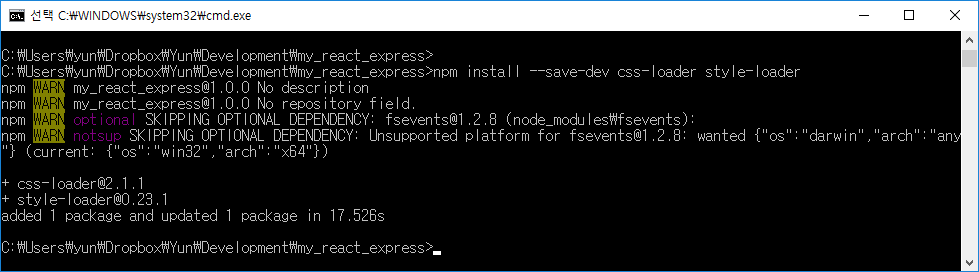 선택 C:₩WINDOWS₩system32₩cmd.exe
C:₩Users₩yun₩Dropbox₩Yun₩Development₩my_react_express>
C:₩Users₩yun₩Dropbox₩Yun₩Development₩my_react_express>npm install --save-dev css-loader style-loader
npm WARN my_react_express@1.0.0 No description
npm WARN my_react_express@1.0.0 No repository field.
npm WARN optional SKIPPING OPTIONAL DEPENDENCY: fsevents@1.2.8 (node_modules₩fsevents):
npm WARN notsup SKIPPING OPTIONAL DEPENDENCY: Unsupported platform for fsevents@1.2.8: wanted {"os":"darwin","arch":"any
"} (current: {"os":"win32","arch":"x64"})
+ css-loader@2.1.1
+ style-loader@0.23.1
added 1 package and updated 1 package in 17.526s
C:₩Users₩yun₩Dropbox₩Yun₩Development₩my_react_express>